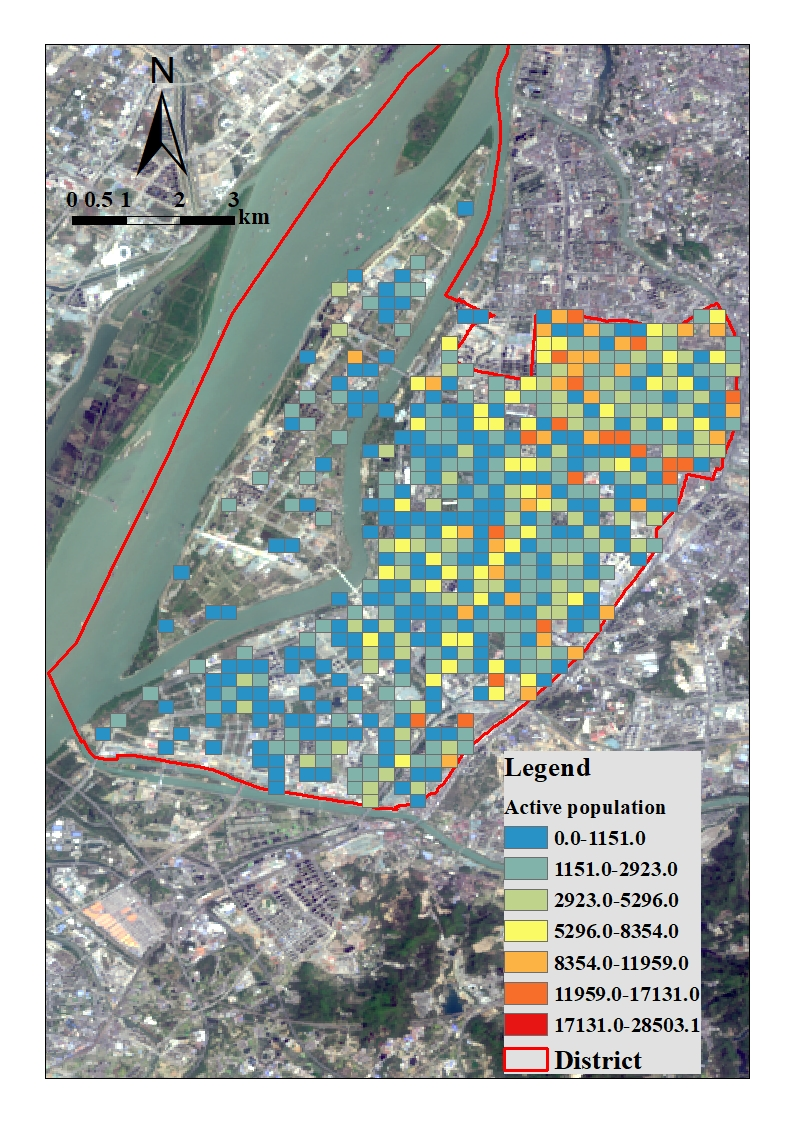 N
0 0.5 1 2 3
km
Legend
Active population
0.0-1151.0
1151.0-2923.0
2923.0-5296.0
5296.0-8354.0
8354.0-11959.0
11959.0-17131.0
17131.0-28503.1
District